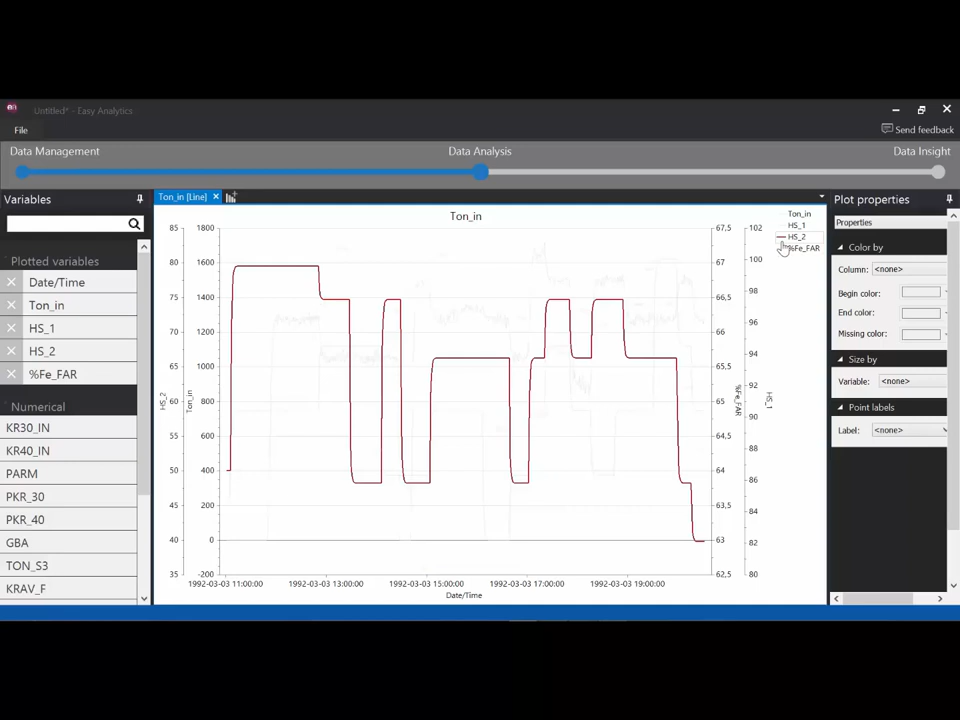 Untitled* - Easy Analytics
File
Send feedback
Data Management
Data Analysis
Data Insight
Variables
Ton_in [Line]
Plot properties
Plotted variables
Date/Time
Ton_in
HS_1
HS_2
%Fe_FAR
Numerical
KR30_IN
KR40_IN
PARM
PKR_30
PKR_40
GBA
TON_S3
KRAV_F
Ton_in
85
80
75
70
65
60
55
50
45
40
35
HS_2
1800
1600
1400
1200
1000
800
600
400
200
0
-200
Ton_in
67,5
67
66,5
66
65,5
65
64,5
64
63,5
63
62,5
%Fe_FAR
102
100
98
96
94
92
90
88
86
84
82
80
HS_1
Ton_in
HS_1
HS_2
%Fe_FAR
1992-03-03 11:00:00
1992-03-03 13:00:00
1992-03-03 15:00:00
1992-03-03 17:00:00
1992-03-03 19:00:00
Date/Time
Properties
Color by
Column: <none>
Begin color:
End color:
Missing color:
Size by
Variable: <none>
Point labels
Label: <none>